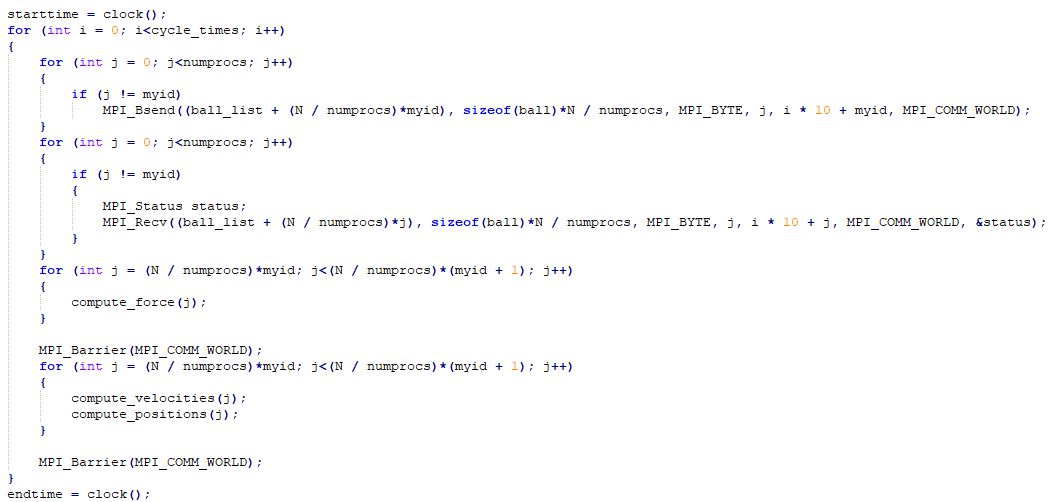 starttime = clock();
for (int i = 0; i<cycle_times; i++)
{
    for (int j = 0; j<numprocs; j++)
    {
        if (j != myid)
            MPI_Bsend((ball_list + (N / numprocs)*myid), sizeof(ball)*N / numprocs, MPI_BYTE, j, i * 10 + myid, MPI_COMM_WORLD);
    }
    for (int j = 0; j<numprocs; j++)
    {
        if (j != myid)
        {
            MPI_Status status;
            MPI_Recv((ball_list + (N / numprocs)*j), sizeof(ball)*N / numprocs, MPI_BYTE, j, i * 10 + j, MPI_COMM_WORLD, &status);
        }
    }
    for (int j = (N / numprocs)*myid; j<(N / numprocs)*(myid + 1); j++)
    {
        compute_force(j);
    }

    MPI_Barrier(MPI_COMM_WORLD);
    for (int j = (N / numprocs)*myid; j<(N / numprocs)*(myid + 1); j++)
    {
        compute_velocities(j);
        compute_positions(j);
    }

    MPI_Barrier(MPI_COMM_WORLD);
}
endtime = clock();